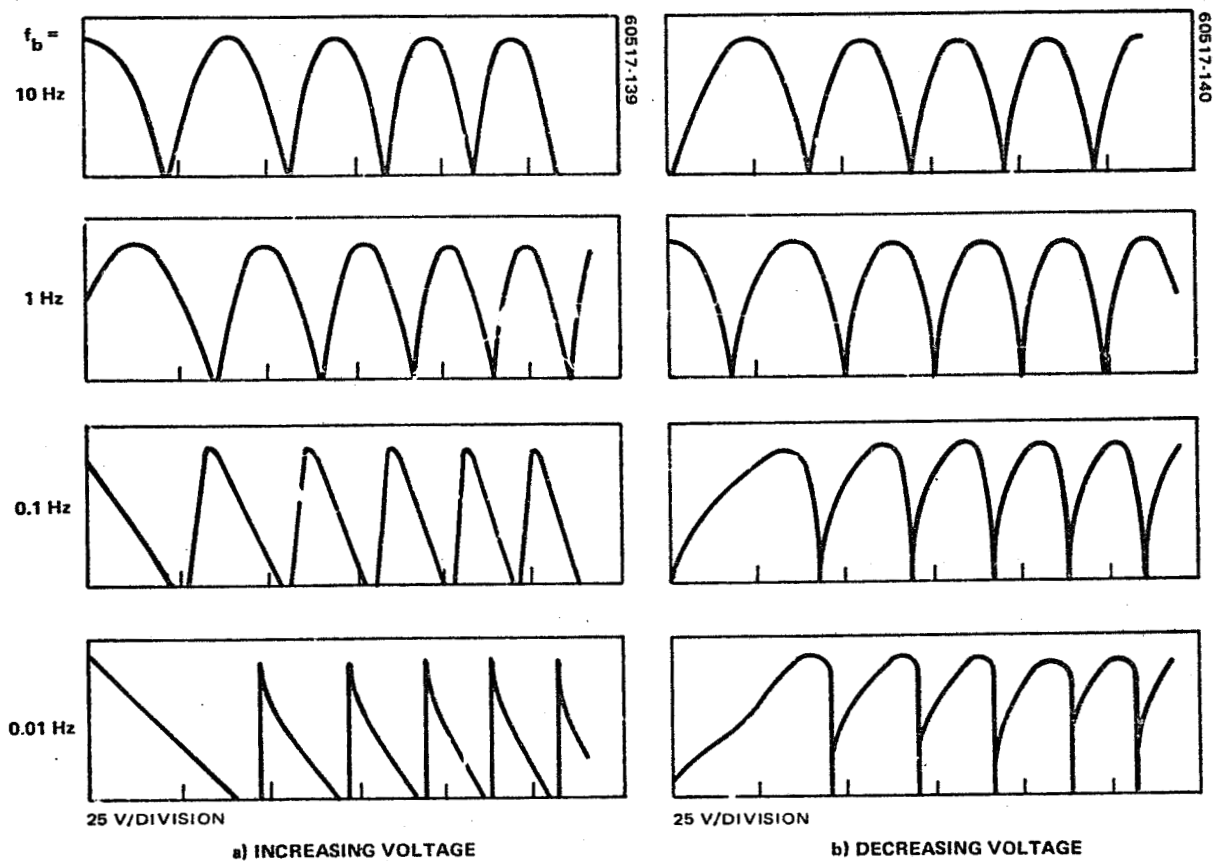 f_b =
10 Hz
60517-139
60517-140
1 Hz
0.1 Hz
0.01 Hz
25 V/DIVISION
25 V/DIVISION
a) INCREASING VOLTAGE
b) DECREASING VOLTAGE